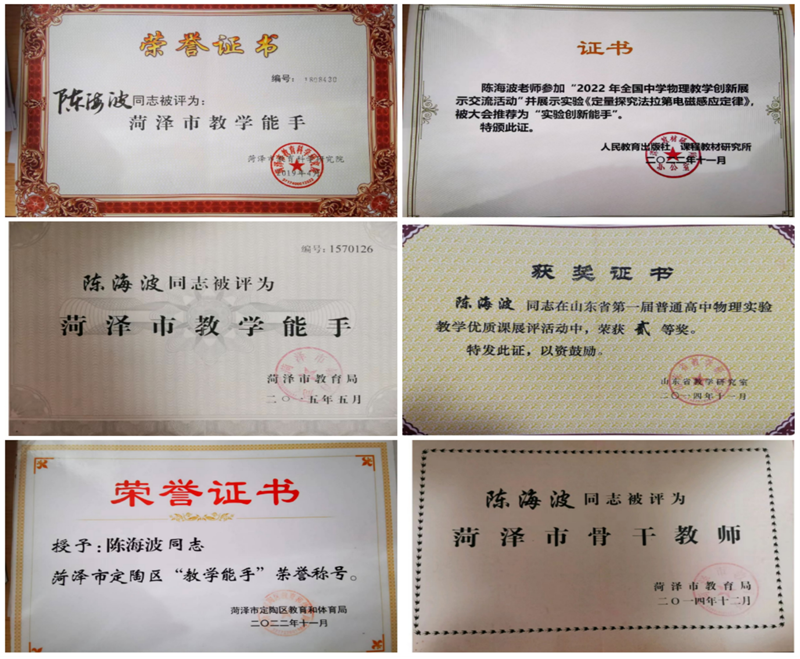 荣誉证书
陈海波同志被评为:
菏泽市教学能手
菏泽市教育科学研究院
证书
陈海波老师参加“2022年全国中学物理教学创新展
示交流活动”并展示实验《定量探究法拉第电磁感应定律》,
被大会推荐为“实验创新能手”。
特颁此证。
人民教育出版社 课程教材研究所
二〇二二年十一月
编号:1570126
陈海波同志被评为
菏泽市教学能手
菏泽市教育局
二〇一五年五月
获奖证书
陈海波 同志在山东省第一届普通高中物理实验
教学优质课展评活动中,荣获 贰 等奖。
特发此证,以资鼓励。
山东省教学研究室
二〇一四年十一月
荣誉证书
授予:陈海波同志
菏泽市定陶区“教学能手”荣誉称号。
菏泽市定陶区教育和体育局
二〇二二年十一月
陈海波同志被评为
菏泽市骨干教师
菏泽市教育局
二〇一四年十二月